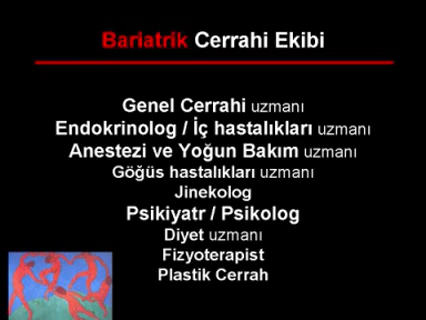 Bariatrik Cerrahi Ekibi
Genel Cerrahi uzmanı
Endokrinolog / İç hastalıkları uzmanı
Anestezi ve Yoğun Bakım uzmanı
Göğüs hastalıkları uzmanı
Jinekolog
Psikiyatr / Psikolog
Diyet uzmanı
Fizyoterapist
Plastik Cerrah